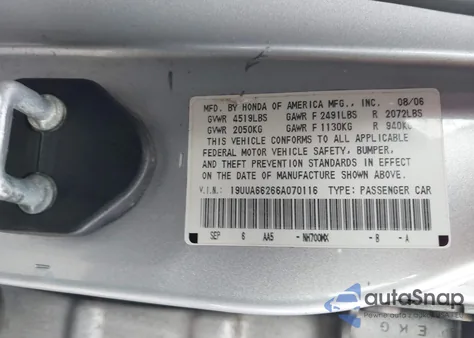 MFD. BY HONDA OF AMERICA MFG., INC. 08/06
GVWR 4519LBS GAWR F 2491LBS R 2072LBS
GVWR 2050KG GAWR F 1130KG R 940KG
THIS VEHICLE CONFORMS TO ALL APPLICABLE
FEDERAL MOTOR VEHICLE SAFETY, BUMPER,
AND THEFT PREVENTION STANDARDS IN EFFECT
ON THE DATE OF MANUFACTURE SHOWN ABOVE.
V.I.N.: 19UUA66266A070116 TYPE: PASSENGER CAR
SEP 6 AA5 -NH700MX -B -A
autoSnap
EKG